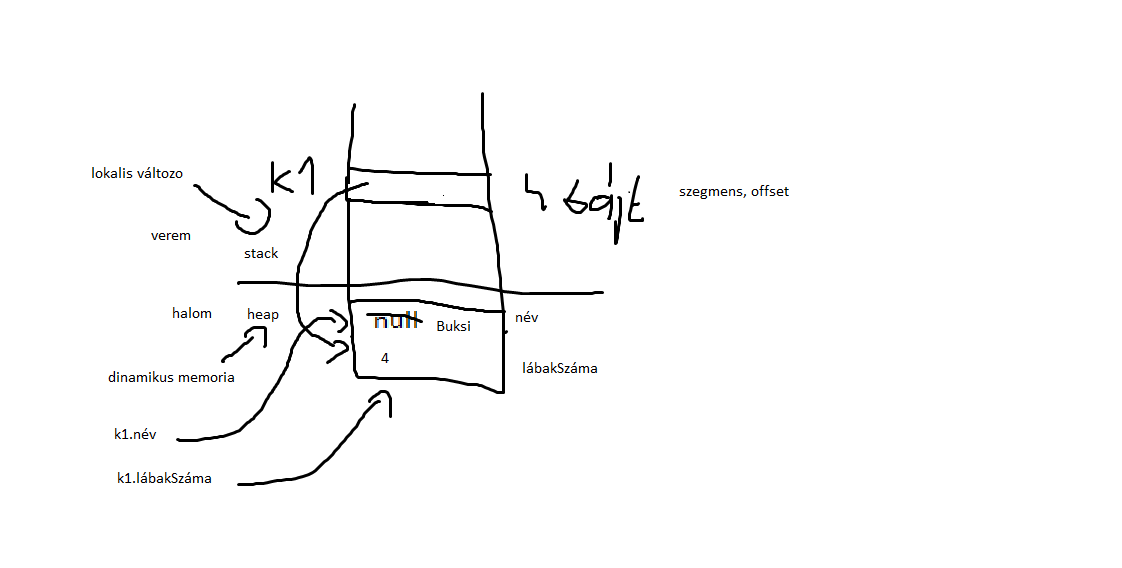 lokalis változo
k1
4 bájt
szegmens, offset
verem
stack
halom
heap
null
Buksi
név
4
lábakSzáma
dinamikus memoria
k1.név
k1.lábakSzáma